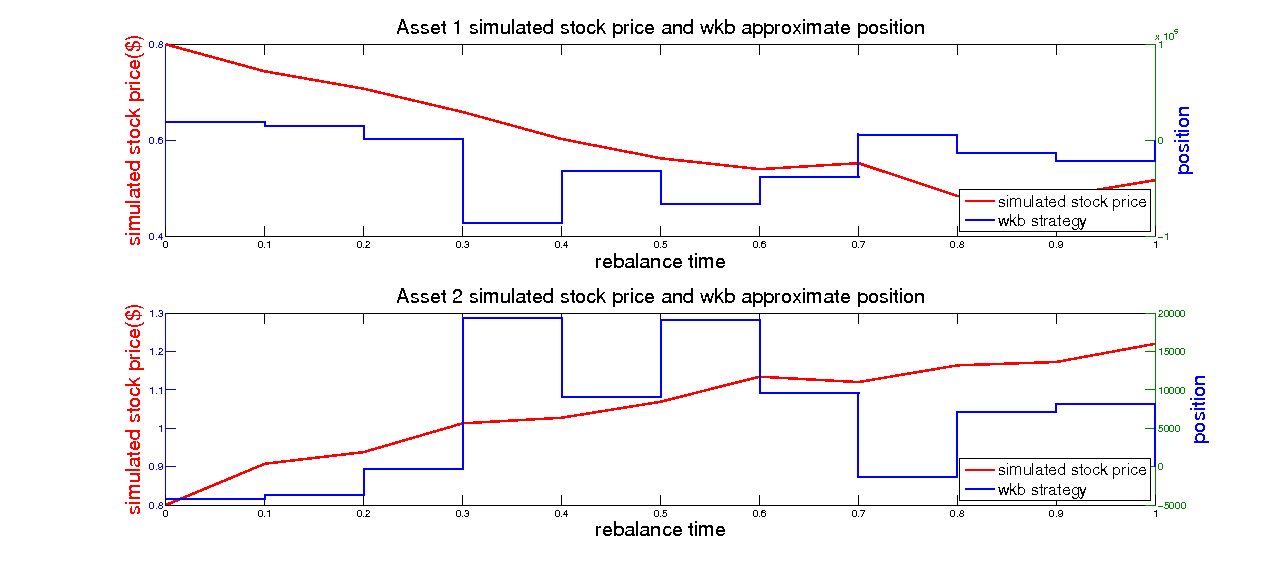 Asset 1 simulated stock price and wkb approximate position
x 10^5
simulated stock price($)
0.8
0.6
0.4
1
0
-1
position
simulated stock price
wkb strategy
0 0.1 0.2 0.3 0.4 0.5 0.6 0.7 0.8 0.9 1
rebalance time
Asset 2 simulated stock price and wkb approximate position
simulated stock price($)
1.3
1.2
1.1
1
0.9
0.8
20000
15000
10000
5000
0
-5000
position
simulated stock price
wkb strategy
0 0.1 0.2 0.3 0.4 0.5 0.6 0.7 0.8 0.9 1
rebalance time